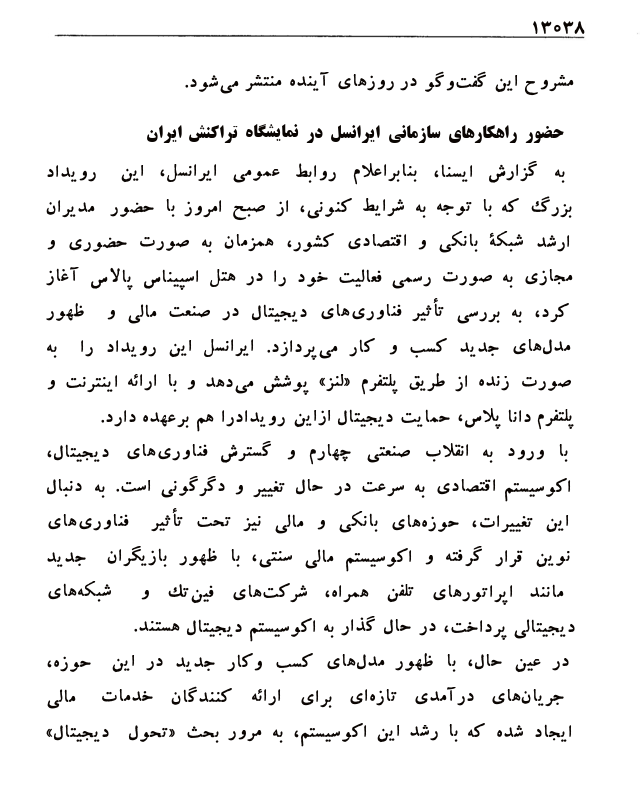 ۱۳۰۳۸
مشروح این گفت‌وگو در روزهای آینده منتشر می‌شود.
حضور راهکارهای سازمانی ایرانسل در نمایشگاه تراکنش ایران
به گزارش ایسنا، بنابراعلام روابط عمومی ایرانسل، این رویداد
بزرگ که با توجه به شرایط کنونی، از صبح امروز با حضور مدیران
ارشد شبکهٔ بانکی و اقتصادی کشور، همزمان به صورت حضوری و
مجازی به صورت رسمی فعالیت خود را در هتل اسپیناس پالاس آغاز
کرد، به بررسی تأثیر فناوری‌های دیجیتال در صنعت مالی و ظهور
مدل‌های جدید کسب و کار می‌پردازد. ایرانسل این رویداد را به
صورت زنده از طریق پلتفرم «لنز» پوشش می‌دهد و با ارائه اینترنت و
پلتفرم دانا پلاس، حمایت دیجیتال ازاین رویدادرا هم برعهده دارد.
با ورود به انقلاب صنعتی چهارم و گسترش فناوری‌های دیجیتال،
اکوسیستم اقتصادی به سرعت در حال تغییر و دگرگونی است. به دنبال
این تغییرات، حوزه‌های بانکی و مالی نیز تحت تأثیر فناوری‌های
نوین قرار گرفته و اکوسیستم مالی سنتی، با ظهور بازیگران جدید
مانند اپراتورهای تلفن همراه، شرکت‌های فین‌تك و شبکه‌های
دیجیتالی پرداخت، در حال گذار به اکوسیستم دیجیتال هستند.
در عین حال، با ظهور مدل‌های کسب وکار جدید در این حوزه،
جریان‌های درآمدی تازه‌ای برای ارائه کنندگان خدمات مالی
ایجاد شده که با رشد این اکوسیستم، به مرور بحث «تحول دیجیتال»